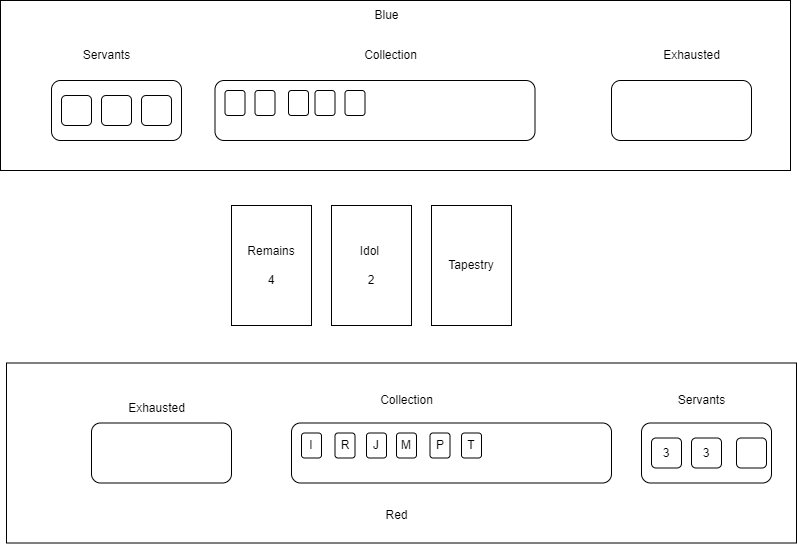 Blue
Servants
Collection
Exhausted
Remains
4
Idol
2
Tapestry
Exhausted
Collection
Servants
I R J M P T
3 3
Red